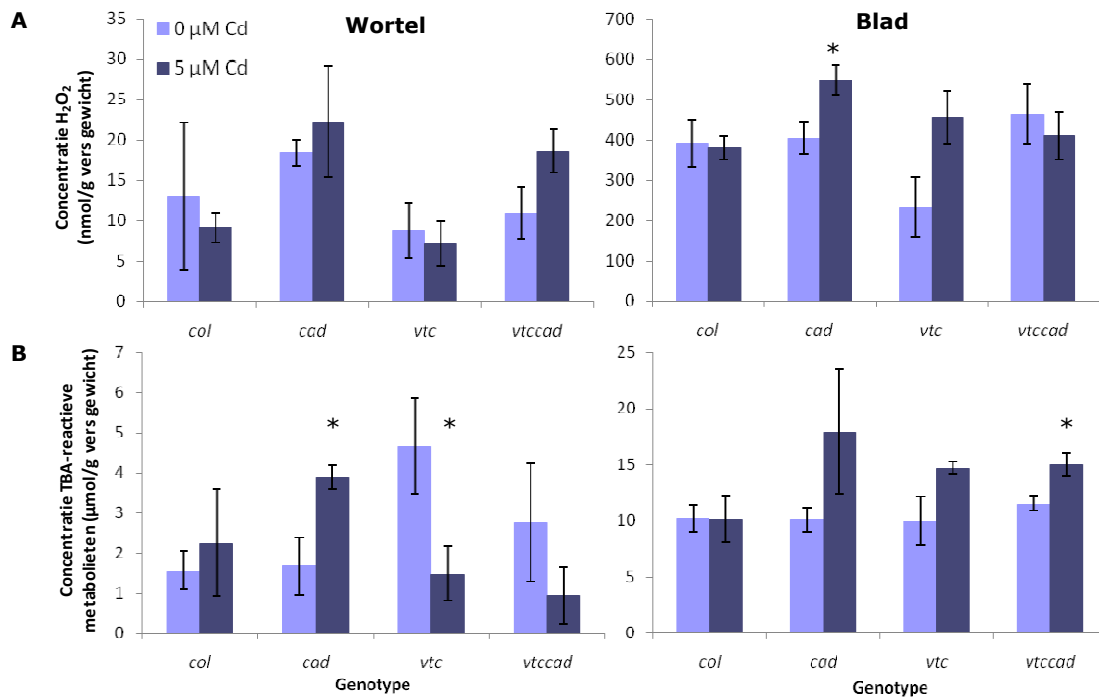 A
Wortel
Blad
0 µM Cd
5 µM Cd
Concentratie H₂O₂
(nmol/g vers gewicht)
35
30
25
20
15
10
5
0
col
cad
vtc
vtccad
700
600
500
400
300
200
100
0
*
col
cad
vtc
vtccad
B
Concentratie TBA-reactieve
metabolieten (µmol/g vers gewicht)
7
6
5
4
3
2
1
0
*
*
col
cad
vtc
vtccad
Genotype
25
20
15
10
5
0
*
col
cad
vtc
vtccad
Genotype